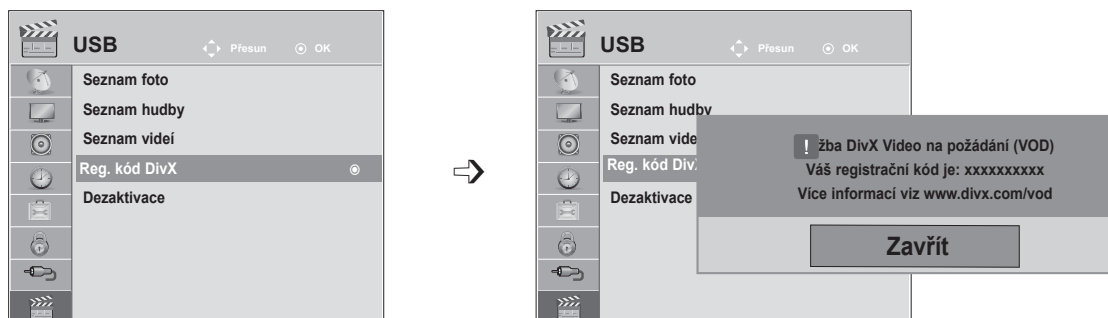 USB
Přesun OK
Seznam foto
Seznam hudby
Seznam videí
Reg. kód DivX
Dezaktivace
USB
Přesun OK
Seznam foto
Seznam hudby
Seznam vide
Reg. kód Div
Dezaktivace
! žba DivX Video na požádání (VOD)
Váš registrační kód je: xxxxxxxxxx
Více informací viz www.divx.com/vod
Zavřít